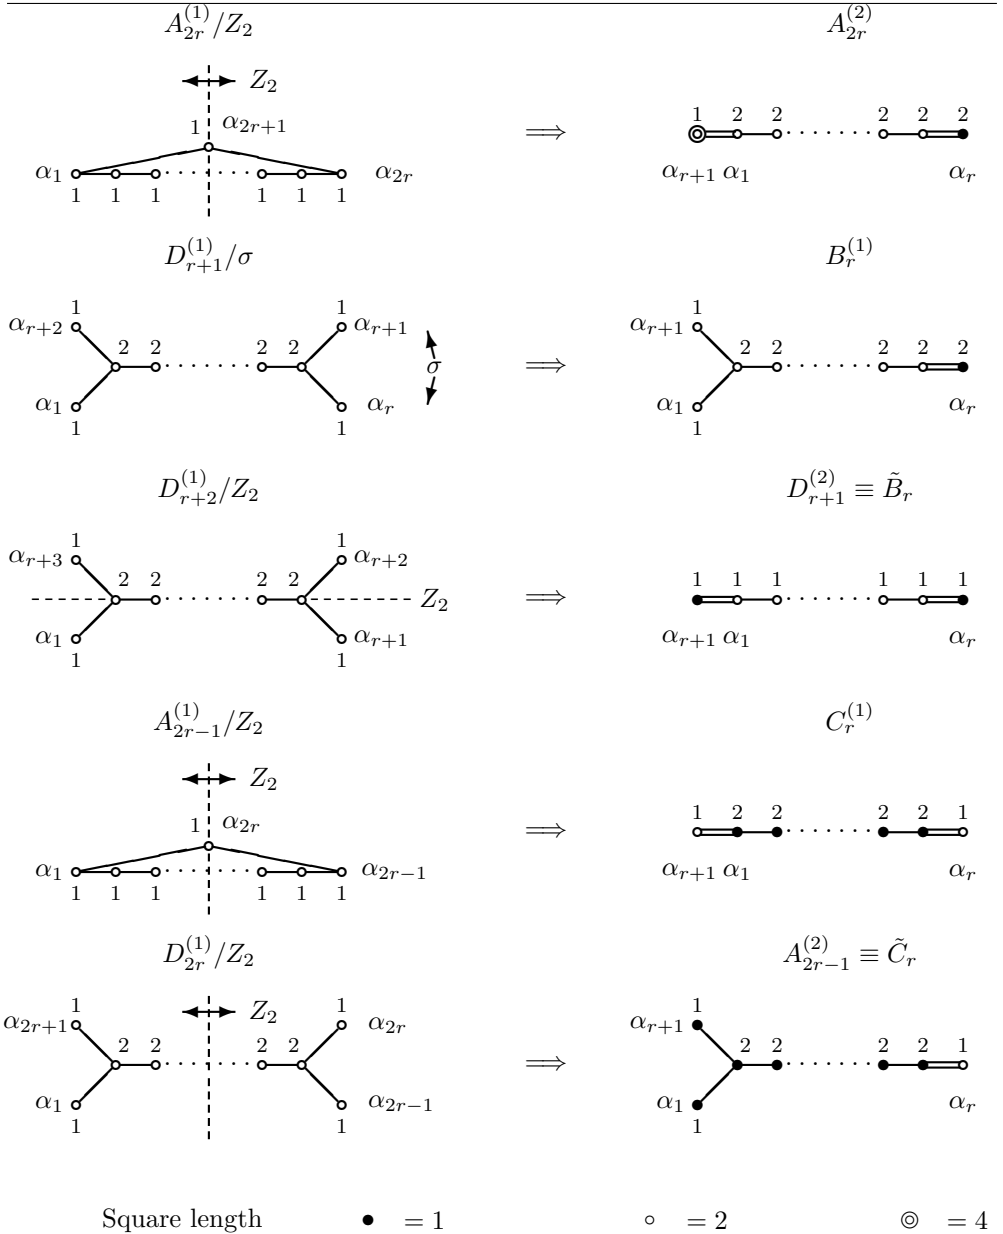 A_{2r}^{(1)}/Z_2 A_{2r}^{(2)}
Z_2
1 α_{2r+1} ⟹ 1 2 2 2 2 2
α_1 α_{2r} α_{r+1} α_1 α_r
1 1 1 1 1 1
D_{r+1}^{(1)}/σ B_r^{(1)}
1 1 1
α_{r+2} α_{r+1} α_{r+1}
2 2 2 2 σ ⟹ 2 2 2 2 2
α_1 α_r α_1 α_r
1 1 1
D_{r+2}^{(1)}/Z_2 D_{r+1}^{(2)} ≡ \tilde{B}_r
1 1
α_{r+3} α_{r+2}
2 2 2 2 Z_2 ⟹ 1 1 1 1 1 1
α_1 α_{r+1} α_{r+1} α_1 α_r
1 1
A_{2r-1}^{(1)}/Z_2 C_r^{(1)}
Z_2
1 α_{2r} ⟹ 1 2 2 2 2 1
α_1 α_{2r-1} α_{r+1} α_1 α_r
1 1 1 1 1 1
D_{2r}^{(1)}/Z_2 A_{2r-1}^{(2)} ≡ \tilde{C}_r
1 Z_2 1 1
α_{2r+1} α_{2r} α_{r+1}
2 2 2 2 ⟹ 2 2 2 2 1
α_1 α_{2r-1} α_1 α_r
1 1 1
Square length • = 1 ○ = 2 ◎ = 4